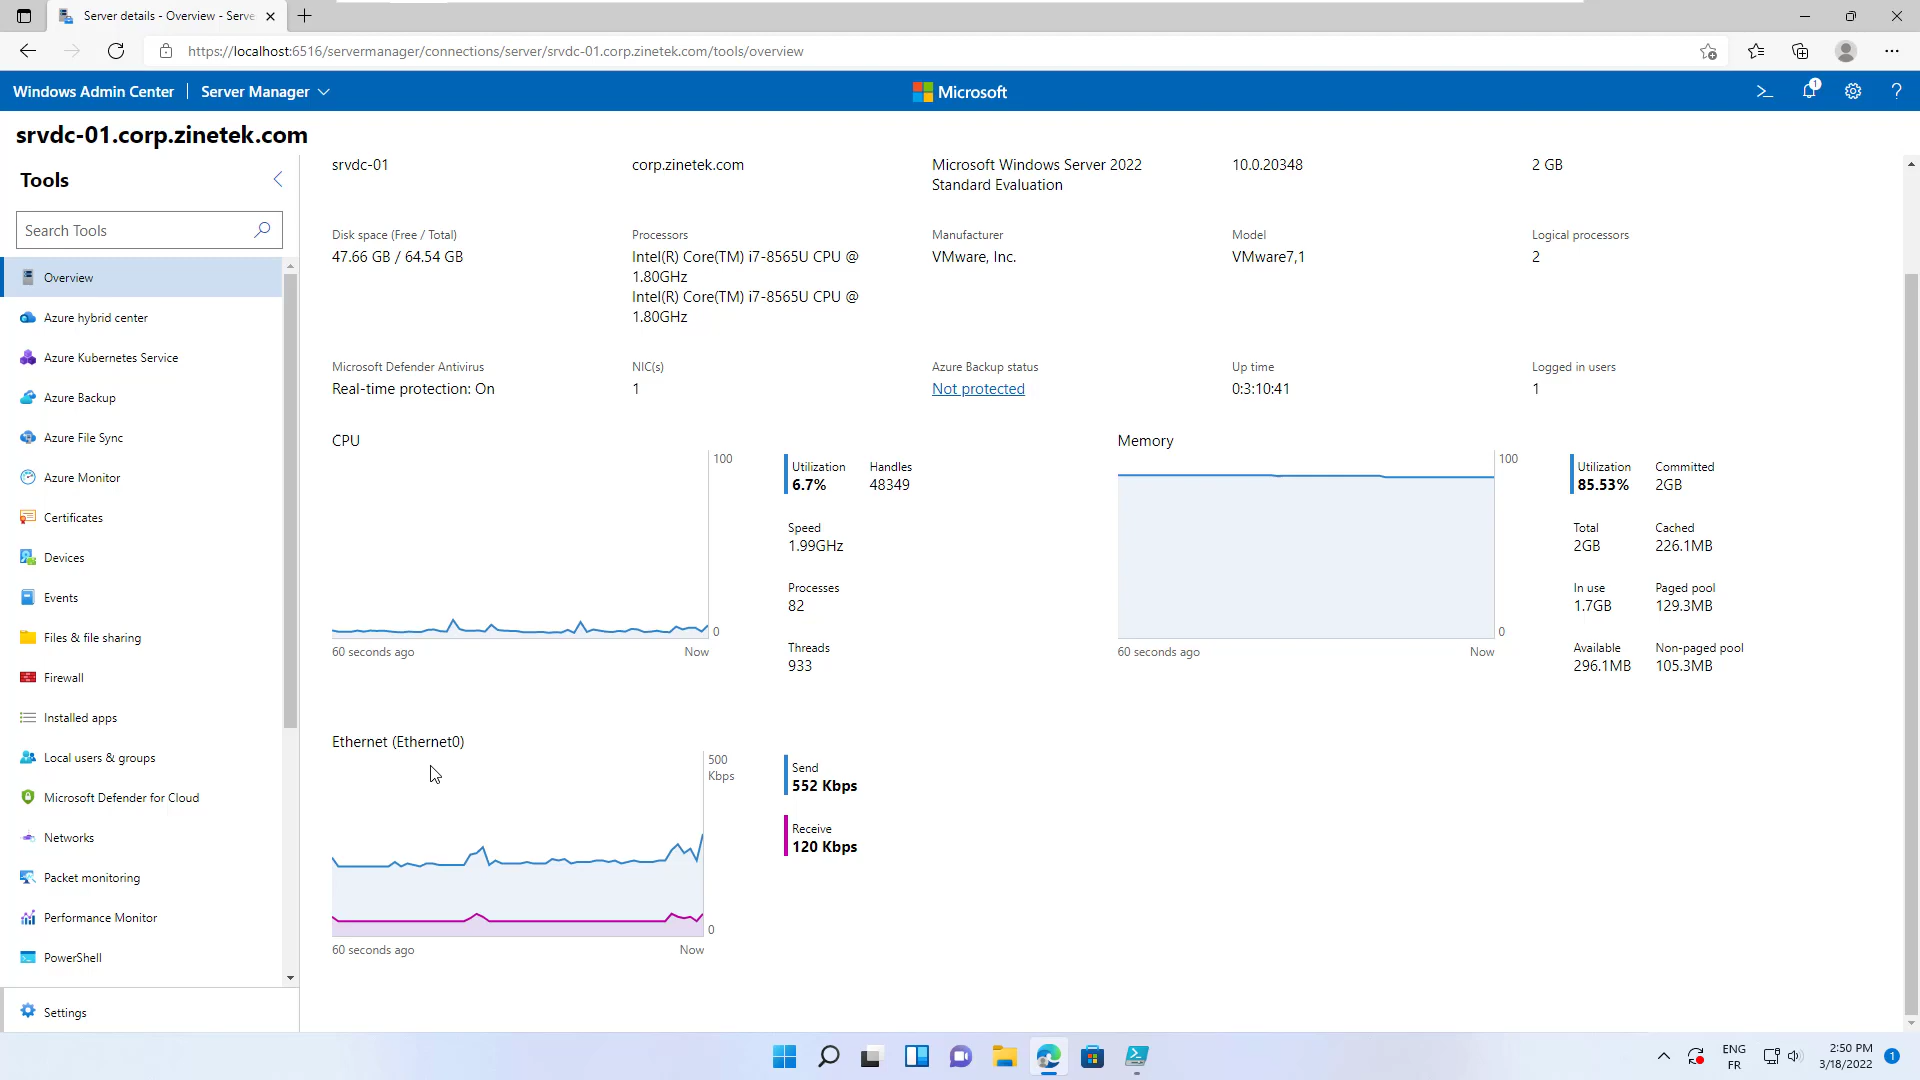 Server details - Overview - Serve
https://localhost:6516/servermanager/connections/server/srvdc-01.corp.zinetek.com/tools/overview
Windows Admin Center
Server Manager
Microsoft
1
srvdc-01.corp.zinetek.com
Tools
Search Tools
Overview
Azure hybrid center
Azure Kubernetes Service
Azure Backup
Azure File Sync
Azure Monitor
Certificates
Devices
Events
Files & file sharing
Firewall
Installed apps
Local users & groups
Microsoft Defender for Cloud
Networks
Packet monitoring
Performance Monitor
PowerShell
Settings
srvdc-01
corp.zinetek.com
Microsoft Windows Server 2022
Standard Evaluation
10.0.20348
2 GB
Disk space (Free / Total)
47.66 GB / 64.54 GB
Processors
Intel(R) Core(TM) i7-8565U CPU @
1.80GHz
Intel(R) Core(TM) i7-8565U CPU @
1.80GHz
Manufacturer
VMware, Inc.
Model
VMware7,1
Logical processors
2
Microsoft Defender Antivirus
Real-time protection: On
NIC(s)
1
Azure Backup status
Not protected
Up time
0:3:10:41
Logged in users
1
CPU
100
0
60 seconds ago
Now
Utilization
6.7%
Handles
48349
Speed
1.99GHz
Processes
82
Threads
933
Memory
100
0
60 seconds ago
Now
Utilization
85.53%
Committed
2GB
Total
2GB
Cached
226.1MB
In use
1.7GB
Paged pool
129.3MB
Available
296.1MB
Non-paged pool
105.3MB
Ethernet (Ethernet0)
500
Kbps
0
60 seconds ago
Now
Send
552 Kbps
Receive
120 Kbps
ENG
FR
2:50 PM
3/18/2022
1